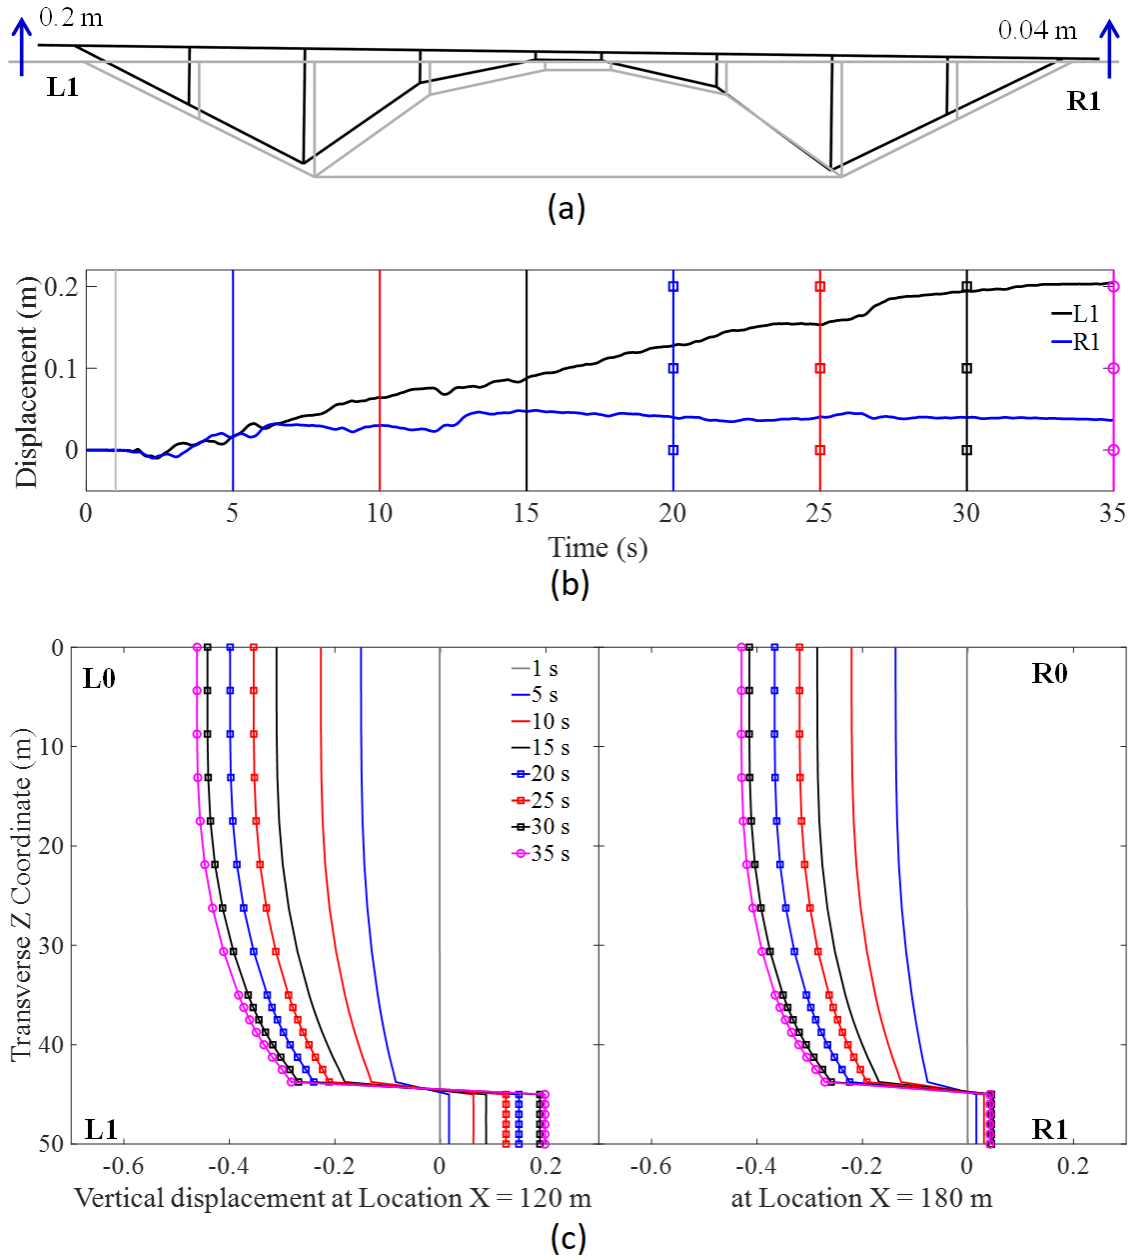 0.2 m
0.04 m
L1
R1
(a)
Displacement (m)
0.2
0.1
0
L1
R1
0 5 10 15 20 25 30 35
Time (s)
(b)
Transverse Z Coordinate (m)
0
10
20
30
40
50
L0
L1
1 s
5 s
10 s
15 s
20 s
25 s
30 s
35 s
R0
R1
-0.6 -0.4 -0.2 0 0.2
-0.6 -0.4 -0.2 0 0.2
Vertical displacement at Location X = 120 m
at Location X = 180 m
(c)